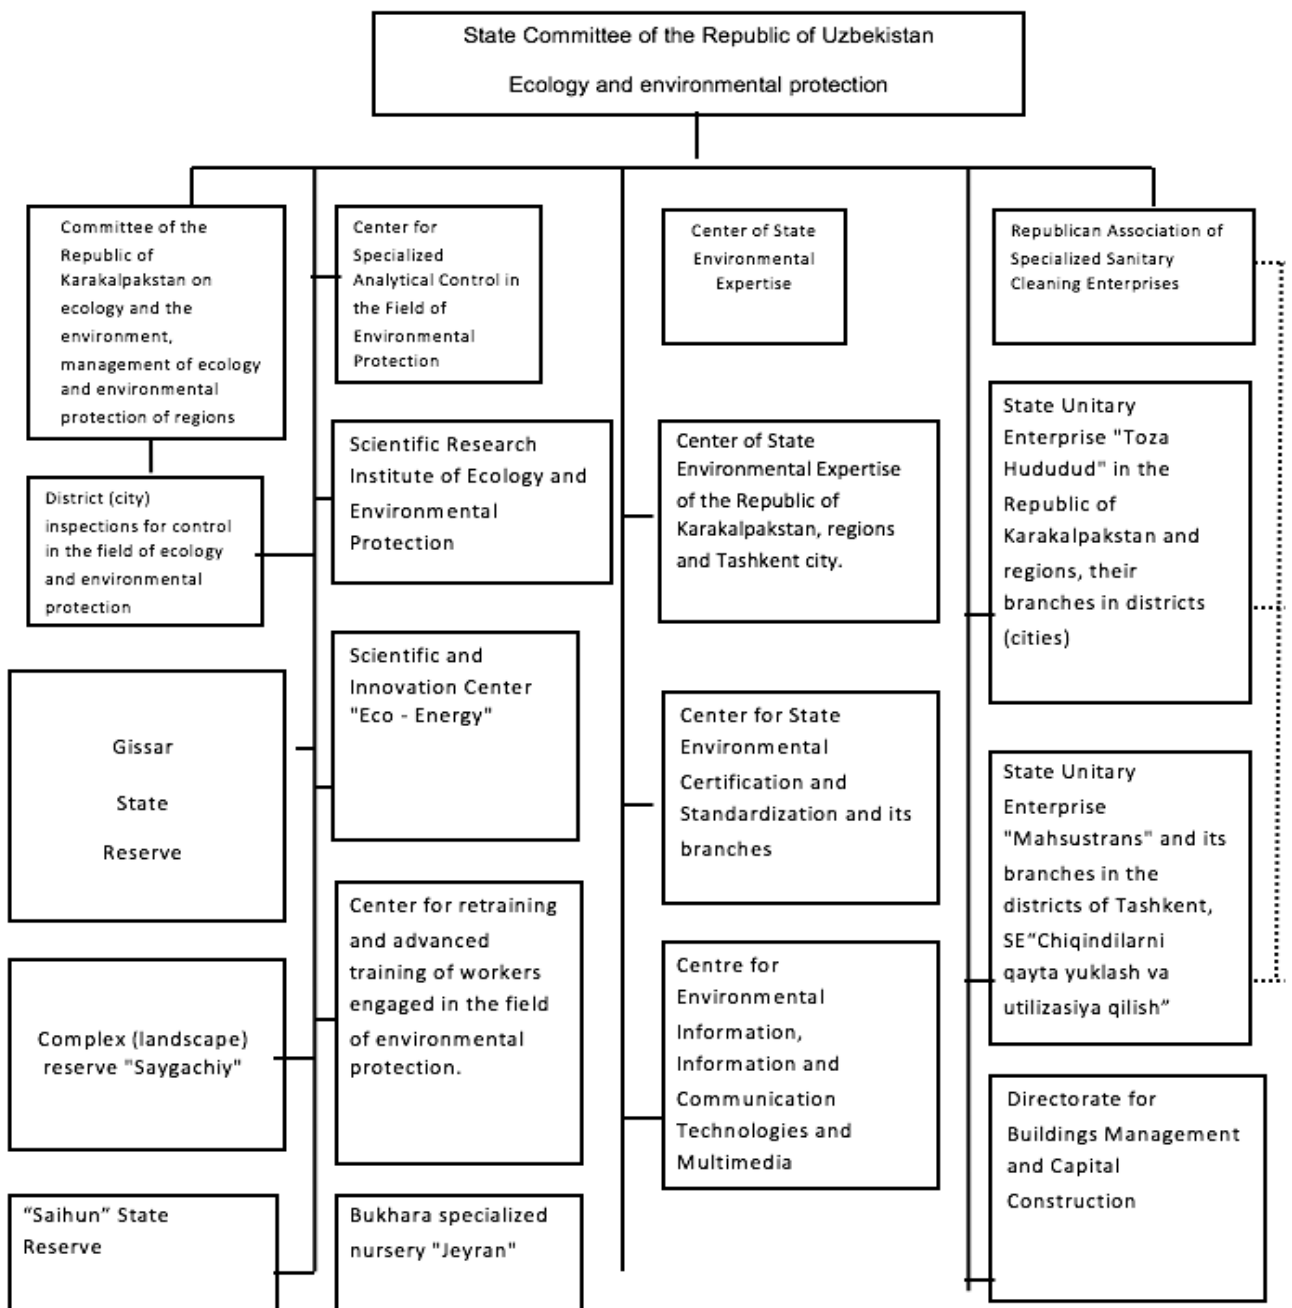 State Committee of the Republic of Uzbekistan
Ecology and environmental protection
Committee of the
Republic of
Karakalpakstan on
ecology and the
environment,
management of ecology
and environmental
protection of regions
District (city)
inspections for control
in the field of ecology
and environmental
protection
Gissar
State
Reserve
Complex (landscape)
reserve "Saygachiy"
“Saihun” State
Reserve
Center for
Specialized
Analytical Control in
the Field of
Environmental
Protection
Scientific Research
Institute of Ecology and
Environmental
Protection
Scientific and
Innovation Center
"Eco - Energy"
Center for retraining
and advanced
training of workers
engaged in the field
of environmental
protection.
Bukhara specialized
nursery "Jeyran"
Center of State
Environmental
Expertise
Center of State
Environmental Expertise
of the Republic of
Karakalpakstan, regions
and Tashkent city.
Center for State
Environmental
Certification and
Standardization and its
branches
Centre for
Environmental
Information,
Information and
Communication
Technologies and
Multimedia
Republican Association of
Specialized Sanitary
Cleaning Enterprises
State Unitary
Enterprise "Toza
Hududud" in the
Republic of
Karakalpakstan and
regions, their
branches in districts
(cities)
State Unitary
Enterprise
"Mahsustrans" and its
branches in the
districts of Tashkent,
SE“Chiqindilarni
qayta yuklash va
utilizasiya qilish”
Directorate for
Buildings Management
and Capital
Construction